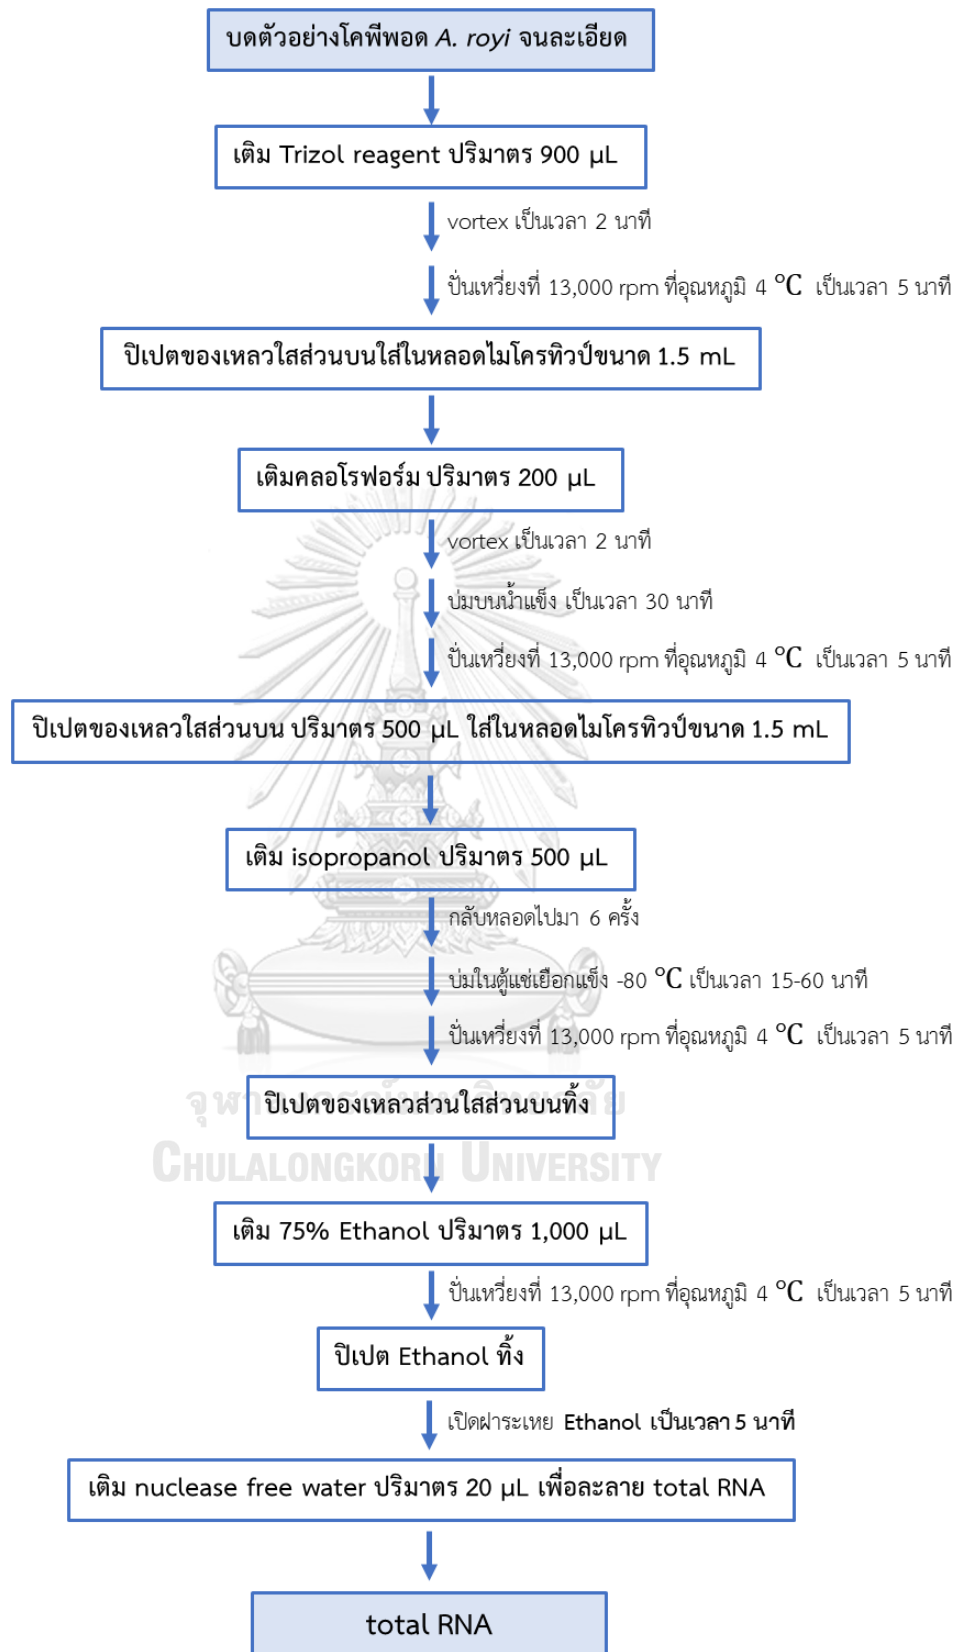 บดตัวอย่างโคพีพอด A. royi จนละเอียด
เติม Trizol reagent ปริมาตร 900 µL
vortex เป็นเวลา 2 นาที
ปั่นเหวี่ยงที่ 13,000 rpm ที่อุณหภูมิ 4 °C เป็นเวลา 5 นาที
ปิเปตของเหลวใสส่วนบนใส่ในหลอดไมโครทิวป์ขนาด 1.5 mL
เติมคลอโรฟอร์ม ปริมาตร 200 µL
vortex เป็นเวลา 2 นาที
บ่มบนน้ำแข็ง เป็นเวลา 30 นาที
ปั่นเหวี่ยงที่ 13,000 rpm ที่อุณหภูมิ 4 °C เป็นเวลา 5 นาที
ปิเปตของเหลวใสส่วนบน ปริมาตร 500 µL ใส่ในหลอดไมโครทิวป์ขนาด 1.5 mL
เติม isopropanol ปริมาตร 500 µL
กลับหลอดไปมา 6 ครั้ง
บ่มในตู้แช่เยือกแข็ง -80 °C เป็นเวลา 15-60 นาที
ปั่นเหวี่ยงที่ 13,000 rpm ที่อุณหภูมิ 4 °C เป็นเวลา 5 นาที
ปิเปตของเหลวส่วนใสส่วนบนทิ้ง
จุฬาลงกรณ์มหาวิทยาลัย
CHULALONGKORN UNIVERSITY
เติม 75% Ethanol ปริมาตร 1,000 µL
ปั่นเหวี่ยงที่ 13,000 rpm ที่อุณหภูมิ 4 °C เป็นเวลา 5 นาที
ปิเปต Ethanol ทิ้ง
เปิดฝาระเหย Ethanol เป็นเวลา 5 นาที
เติม nuclease free water ปริมาตร 20 µL เพื่อละลาย total RNA
total RNA